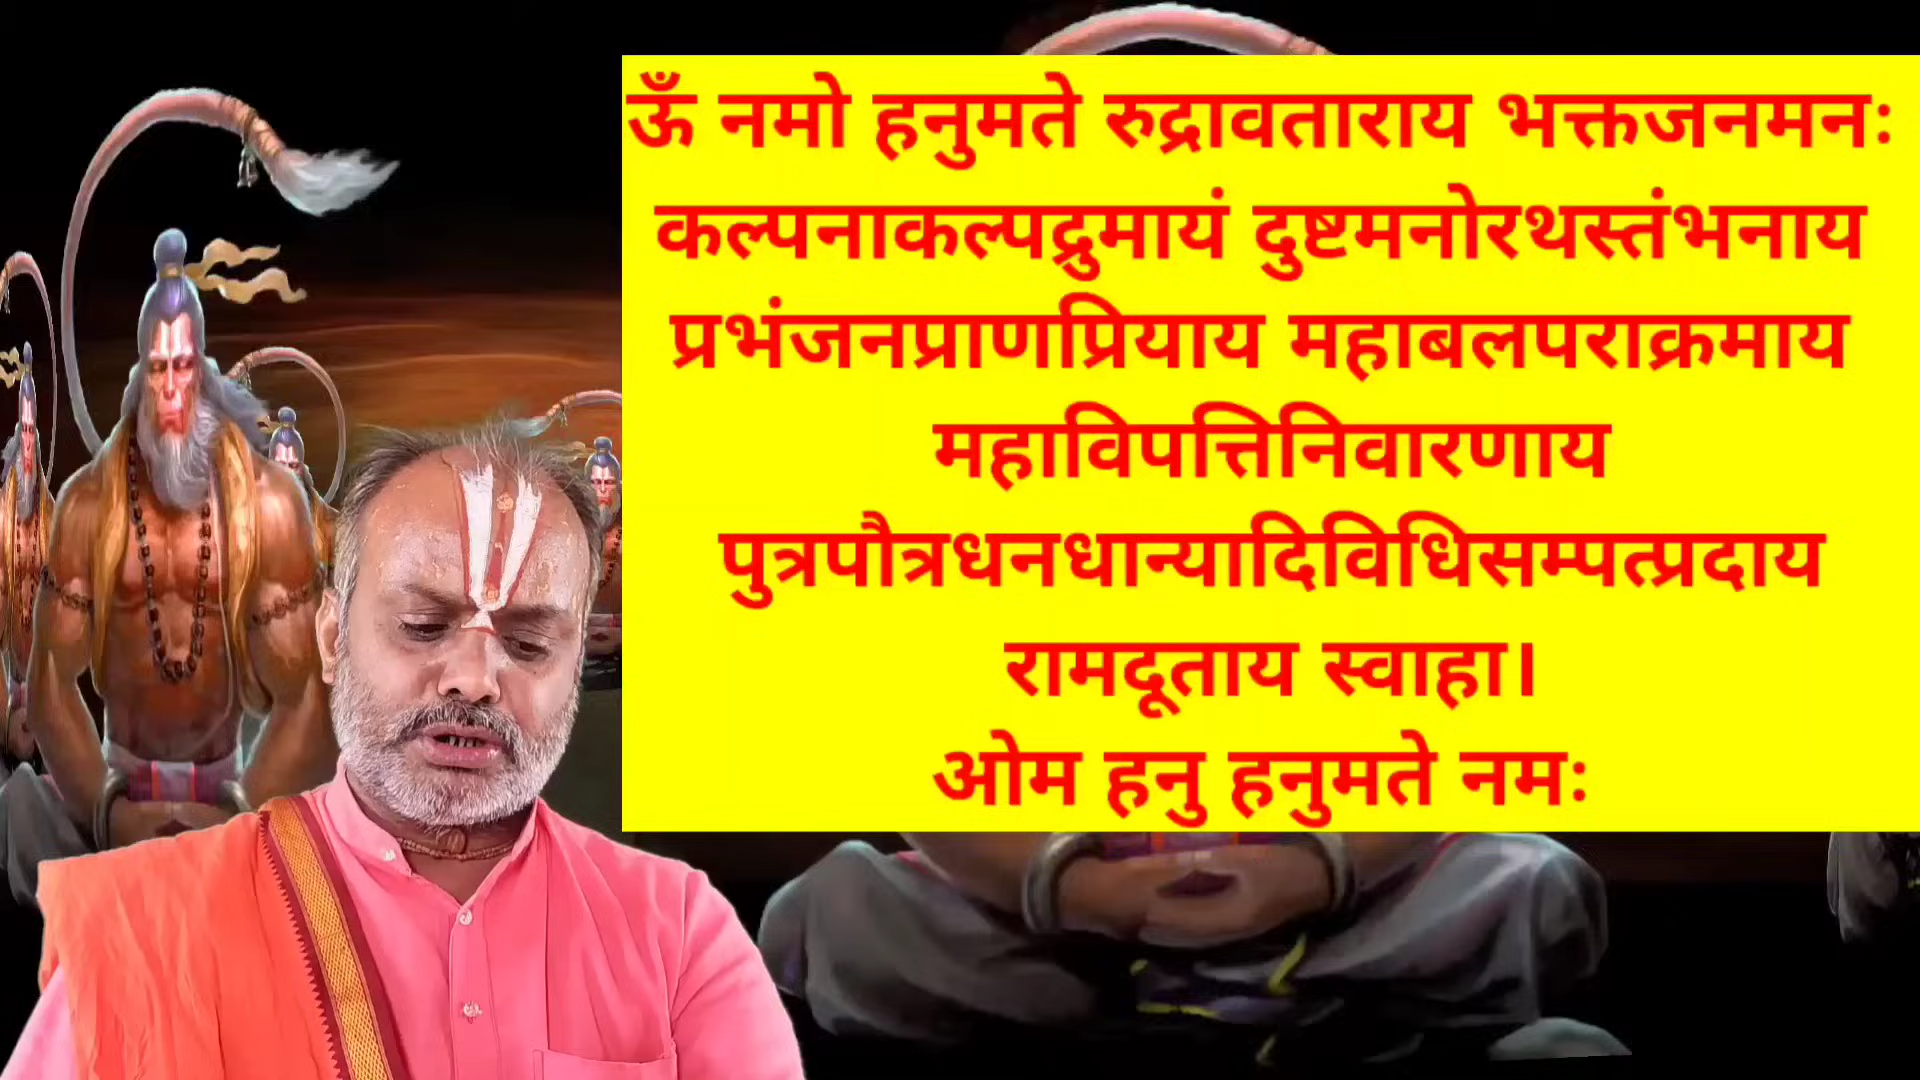 ऊँ नमो हनुमते रुद्रावताराय भक्तजनमनः
कल्पनाकल्पद्रुमायं दुष्टमनोरथस्तंभनाय
प्रभंजनप्राणप्रियाय महाबलपराक्रमाय
महाविपत्तिनिवारणाय
पुत्रपौत्रधनधान्यादिविधिसम्पत्प्रदाय
रामदूताय स्वाहा।
ओम हनु हनुमते नमः